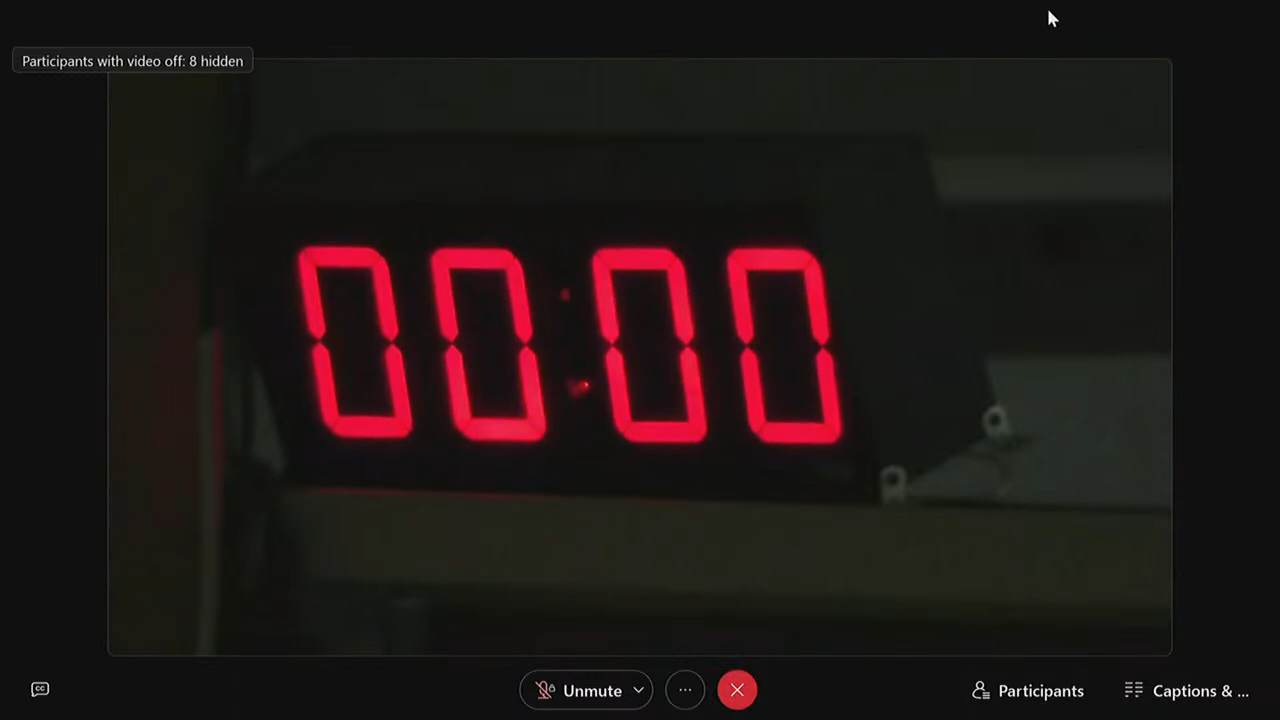 Participants with video off: 8 hidden
00:00
Unmute
Participants
Captions & ...